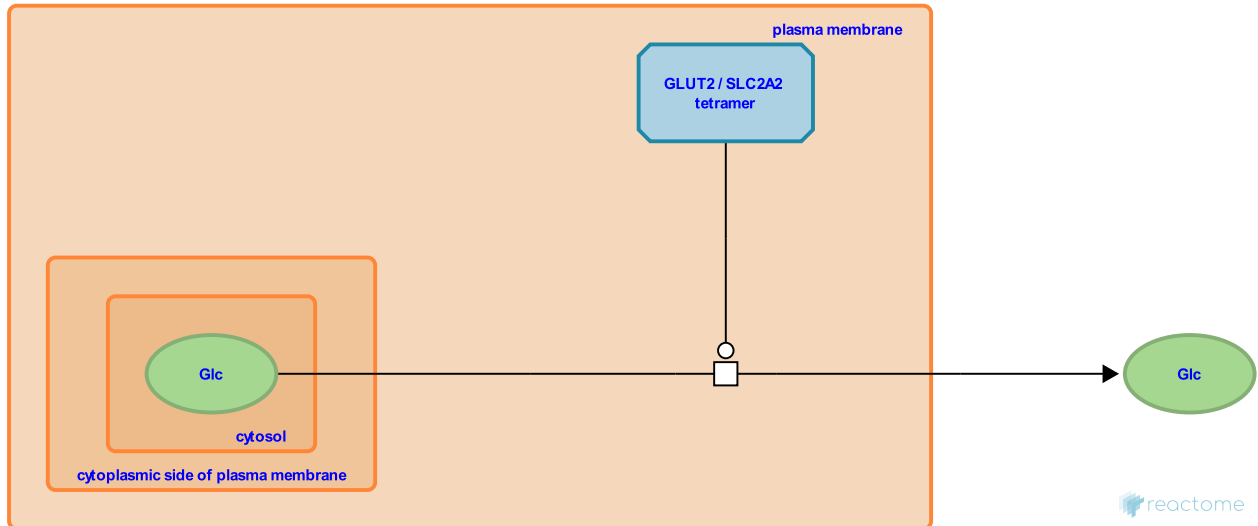 plasma membrane
GLUT2 / SLC2A2
tetramer
Glc
Glc
cytosol
cytoplasmic side of plasma membrane
reactome